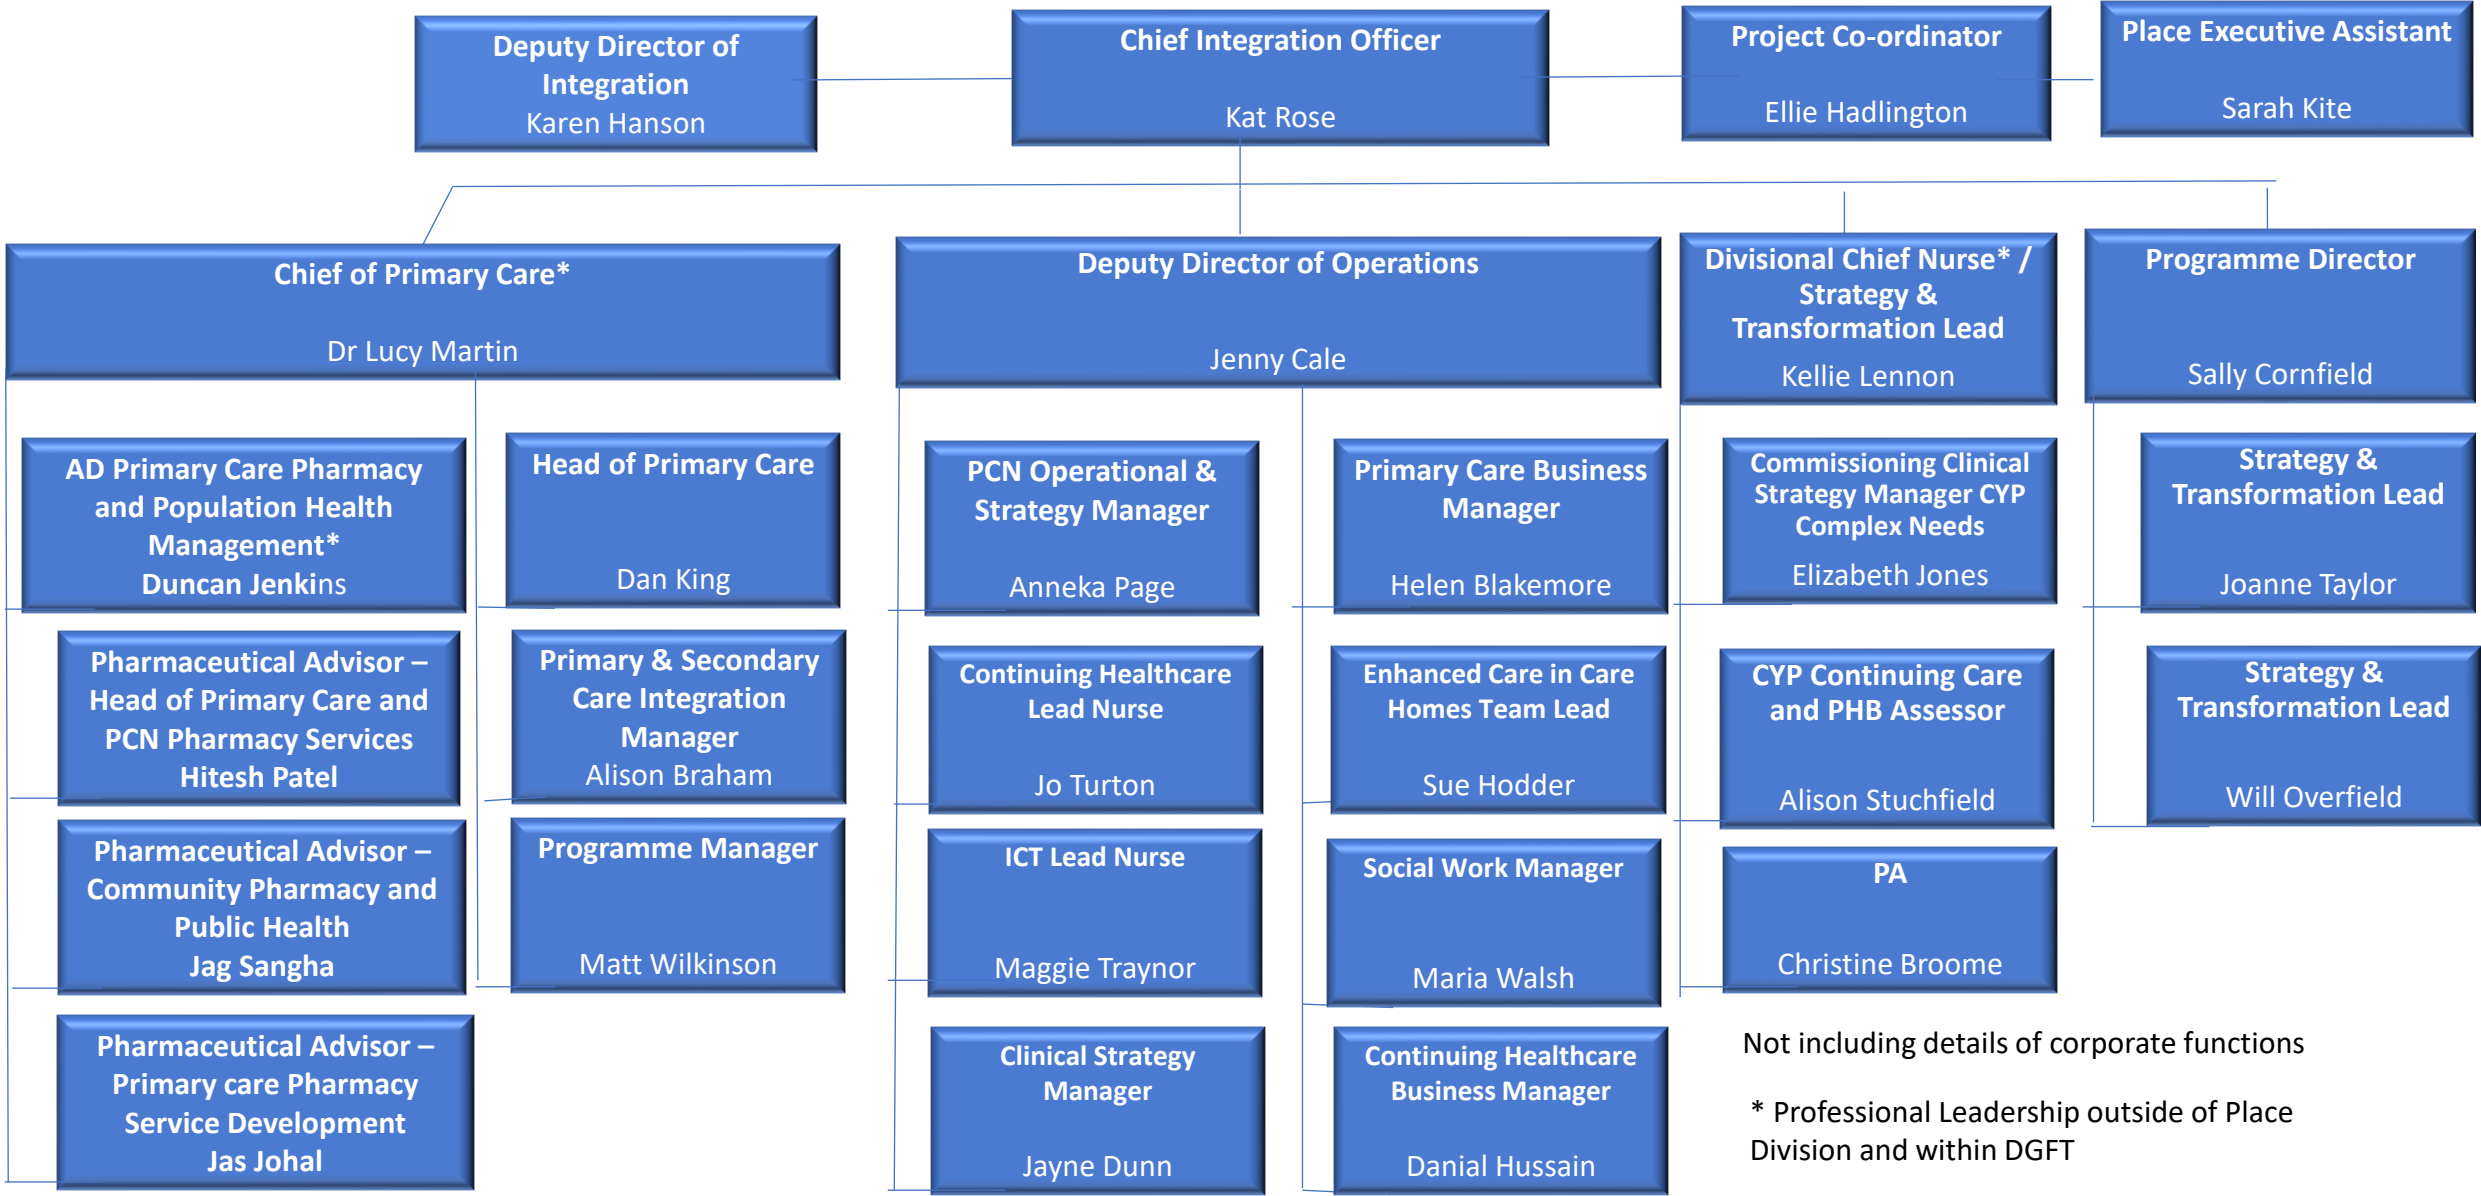 Deputy Director of
Integration
Karen Hanson
Chief Integration Officer
Kat Rose
Project Co-ordinator
Ellie Hadlington
Place Executive Assistant
Sarah Kite
Chief of Primary Care*
Dr Lucy Martin
Deputy Director of Operations
Jenny Cale
Divisional Chief Nurse* /
Strategy &
Transformation Lead
Kellie Lennon
Programme Director
Sally Cornfield
AD Primary Care Pharmacy
and Population Health
Management*
Duncan Jenkins
Pharmaceutical Advisor –
Head of Primary Care and
PCN Pharmacy Services
Hitesh Patel
Pharmaceutical Advisor –
Community Pharmacy and
Public Health
Jag Sangha
Pharmaceutical Advisor –
Primary care Pharmacy
Service Development
Jas Johal
Head of Primary Care
Dan King
Primary & Secondary
Care Integration
Manager
Alison Braham
Programme Manager
Matt Wilkinson
PCN Operational &
Strategy Manager
Anneka Page
Continuing Healthcare
Lead Nurse
Jo Turton
ICT Lead Nurse
Maggie Traynor
Clinical Strategy
Manager
Jayne Dunn
Primary Care Business
Manager
Helen Blakemore
Enhanced Care in Care
Homes Team Lead
Sue Hodder
Social Work Manager
Maria Walsh
Continuing Healthcare
Business Manager
Danial Hussain
Commissioning Clinical
Strategy Manager CYP
Complex Needs
Elizabeth Jones
CYP Continuing Care
and PHB Assessor
Alison Stuchfield
PA
Christine Broome
Strategy &
Transformation Lead
Joanne Taylor
Strategy &
Transformation Lead
Will Overfield
Not including details of corporate functions
* Professional Leadership outside of Place
Division and within DGFT